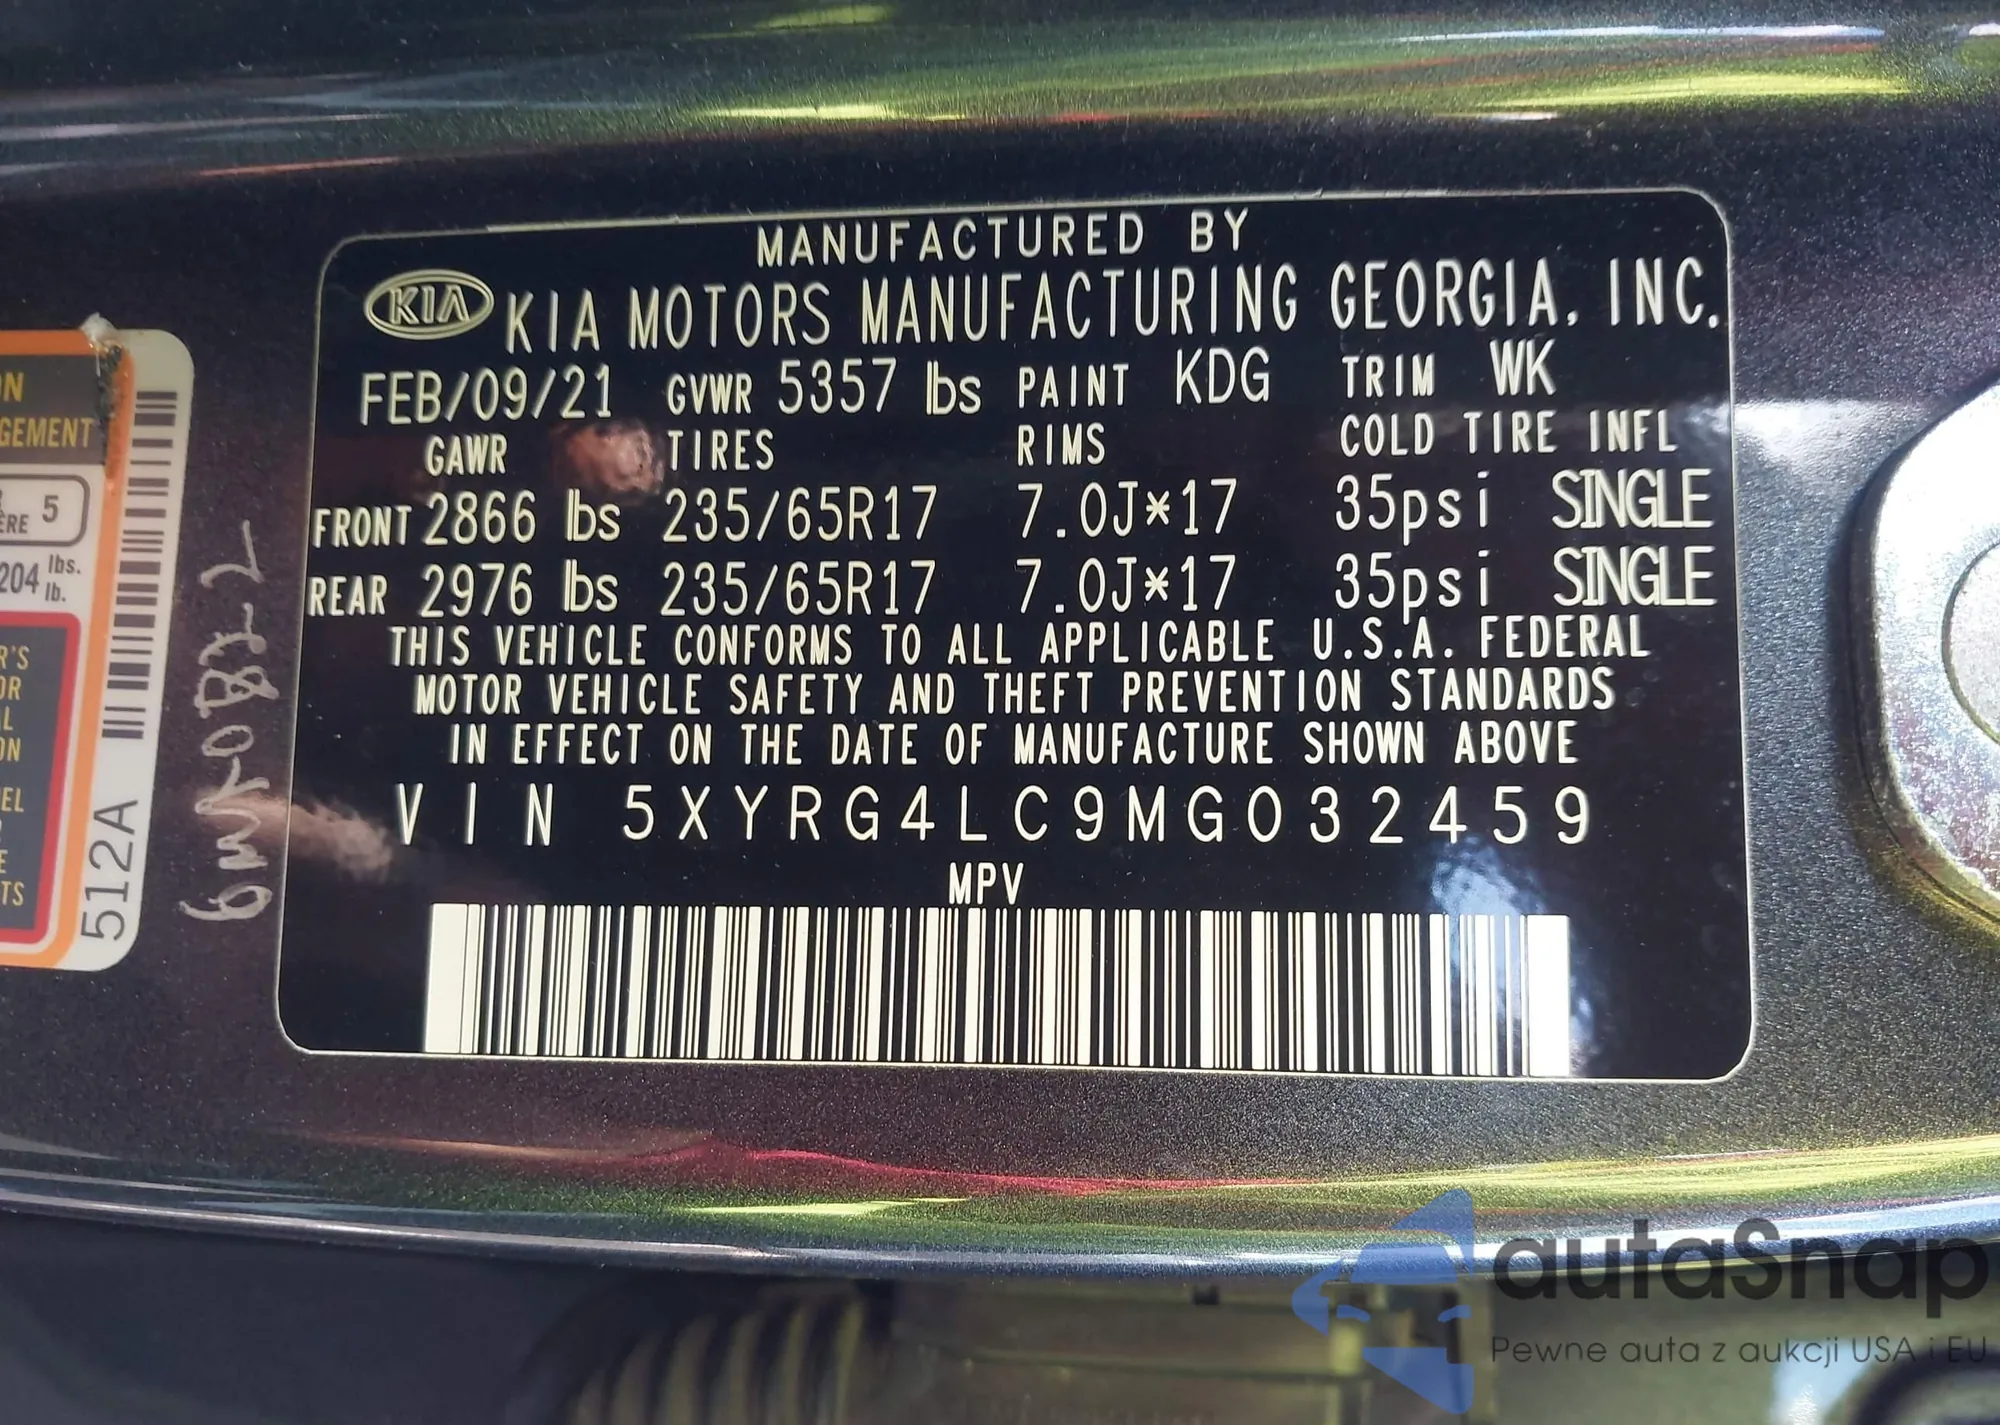 MANUFACTURED BY
KIA KIA MOTORS MANUFACTURING GEORGIA, INC.
FEB/09/21 GVWR 5357 lbs PAINT KDG TRIM WK
GAWR TIRES RIMS COLD TIRE INFL
FRONT 2866 lbs 235/65R17 7.0J*17 35psi SINGLE
REAR 2976 lbs 235/65R17 7.0J*17 35psi SINGLE
THIS VEHICLE CONFORMS TO ALL APPLICABLE U.S.A. FEDERAL
MOTOR VEHICLE SAFETY AND THEFT PREVENTION STANDARDS
IN EFFECT ON THE DATE OF MANUFACTURE SHOWN ABOVE
VIN 5XYRG4LC9MG032459
MPV
5
204 lbs.
lb.
512A
autaSnap
Pewne auta z aukcji USA i EU